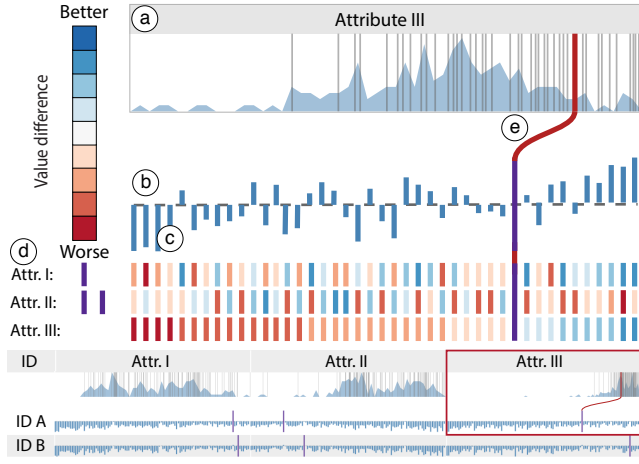 Better
a
Attribute III
Value difference
e
b
c
d
Worse
Attr. I:
Attr. II:
Attr. III:
ID
Attr. I
Attr. II
Attr. III
ID A
ID B